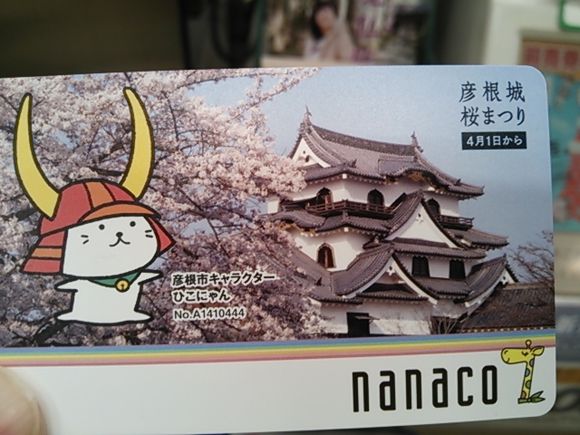 彦根城
桜まつり
4月1日から
彦根市キャラクター
ひこにゃん
No.A1410444
nanaco